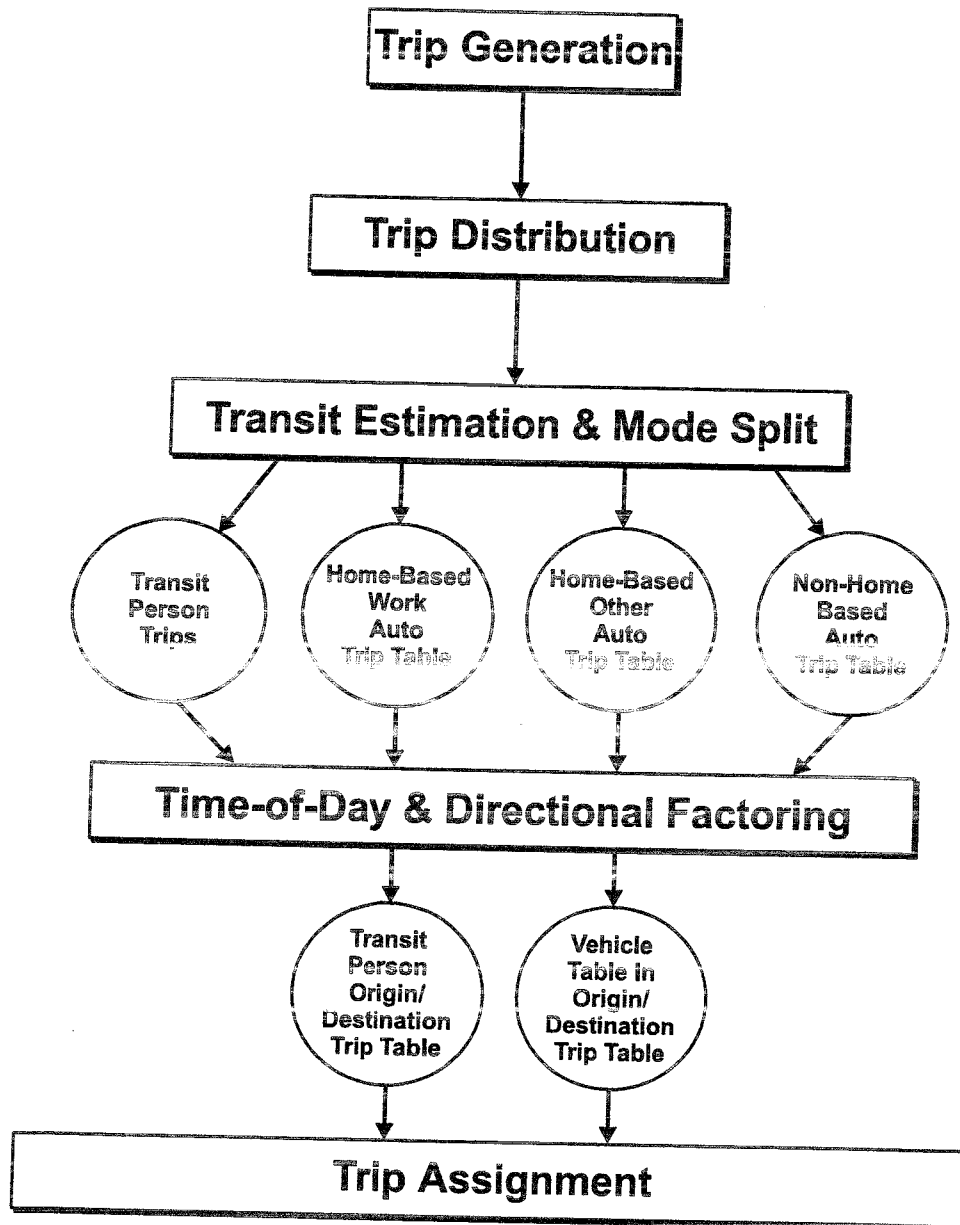 Trip Generation
Trip Distribution
Transit Estimation & Mode Split
Transit
Person
Trips
Home-Based
Work
Auto
Trip Table
Home-Based
Other
Auto
Trip Table
Non-Home
Based
Auto
Trip Table
Time-of-Day & Directional Factoring
Transit
Person
Origin/
Destination
Trip Table
Vehicle
Table in
Origin/
Destination
Trip Table
Trip Assignment